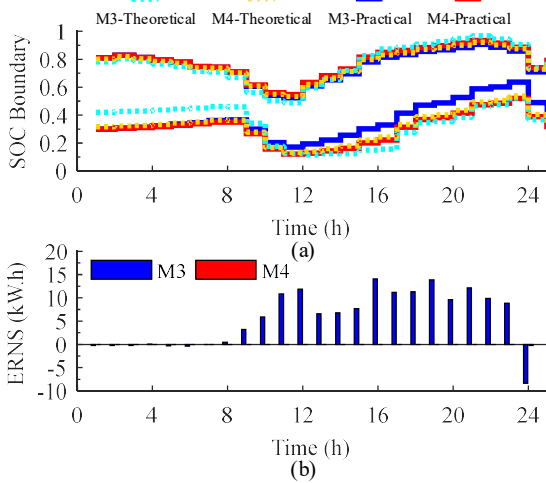 M3-Theoretical M4-Theoretical M3-Practical M4-Practical
1
0.8
0.6
0.4
0.2
0
SOC Boundary
0 4 8 12 16 20 24
Time (h)
(a)
20
15
10
5
0
-5
-10
ERNS (kW.h)
M3 M4
0 4 8 12 16 20 24
Time (h)
(b)